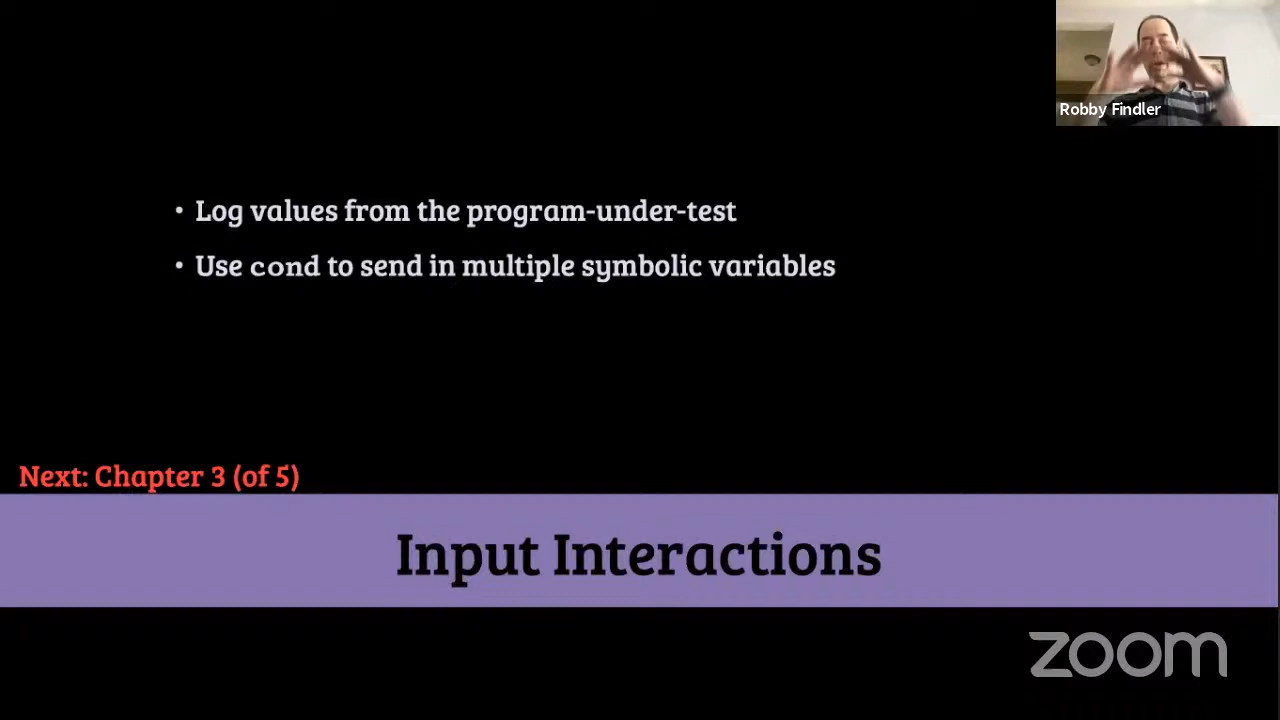 Robby Findler
• Log values from the program-under-test
• Use cond to send in multiple symbolic variables
Next: Chapter 3 (of 5)
Input Interactions
zoom